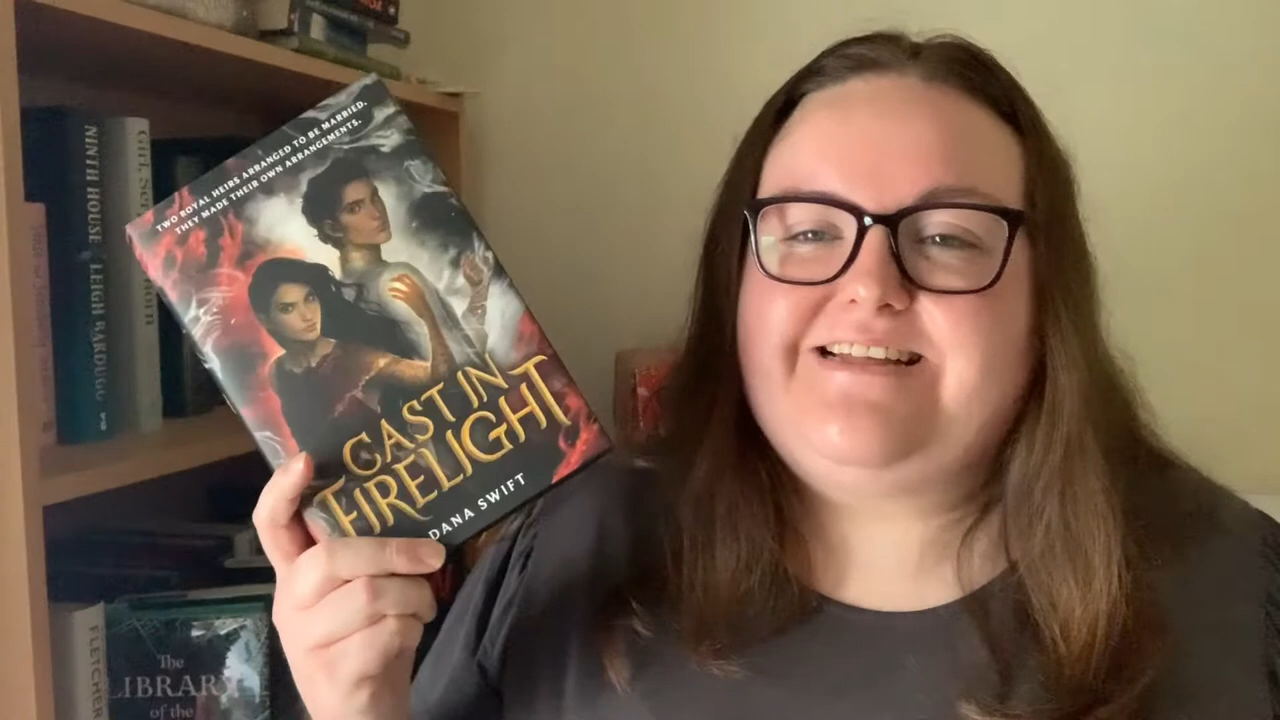 TWO ROYAL HEIRS ARRANGED TO BE MARRIED.
THEY MADE THEIR OWN ARRANGEMENTS.
CAST IN
FIRELIGHT
DANA SWIFT
NINTH HOUSE LEIGH BARDUGO
FLETCHER
The
LIBRARY
of the